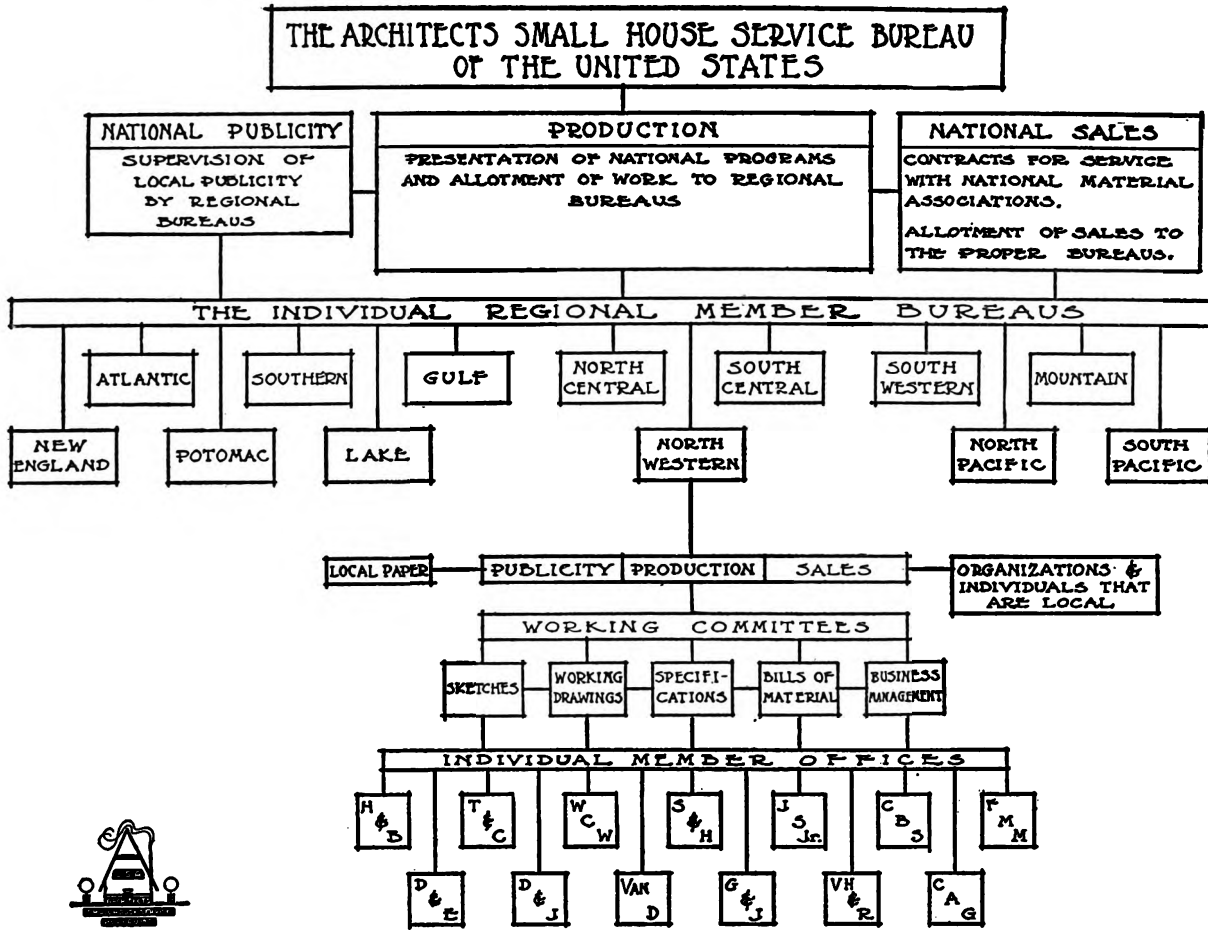 THE ARCHITECTS SMALL HOUSE SERVICE BUREAU
OF THE UNITED STATES
NATIONAL PUBLICITY
SUPERVISION OF
LOCAL PUBLICITY
BY REGIONAL
BUREAUS
PRODUCTION
PRESENTATION OF NATIONAL PROGRAMS
AND ALLOTMENT OF WORK TO REGIONAL
BUREAUS
NATIONAL SALES
CONTRACTS FOR SERVICE
WITH NATIONAL MATERIAL
ASSOCIATIONS.
ALLOTMENT OF SALES TO
THE PROPER BUREAUS.
THE INDIVIDUAL REGIONAL MEMBER BUREAUS
ATLANTIC
SOUTHERN
GULF
NORTH
CENTRAL
SOUTH
CENTRAL
SOUTH
WESTERN
MOUNTAIN
NEW
ENGLAND
POTOMAC
LAKE
NORTH
WESTERN
NORTH
PACIFIC
SOUTH
PACIFIC
LOCAL PAPER
PUBLICITY
PRODUCTION
SALES
ORGANIZATIONS &
INDIVIDUALS THAT
ARE LOCAL
WORKING COMMITTEES
SKETCHES
WORKING
DRAWINGS
SPECIFI-
CATIONS
BILLS OF
MATERIAL
BUSINESS
MANAGEMENT
INDIVIDUAL MEMBER OFFICES
H
&
B
T
&
C
W
C
W
S
&
H
J
S
Jr.
C
B
S
F
M
M
D
&
E
D
&
J
VAN
D
G
&
J
VH
&
R
C
A
G